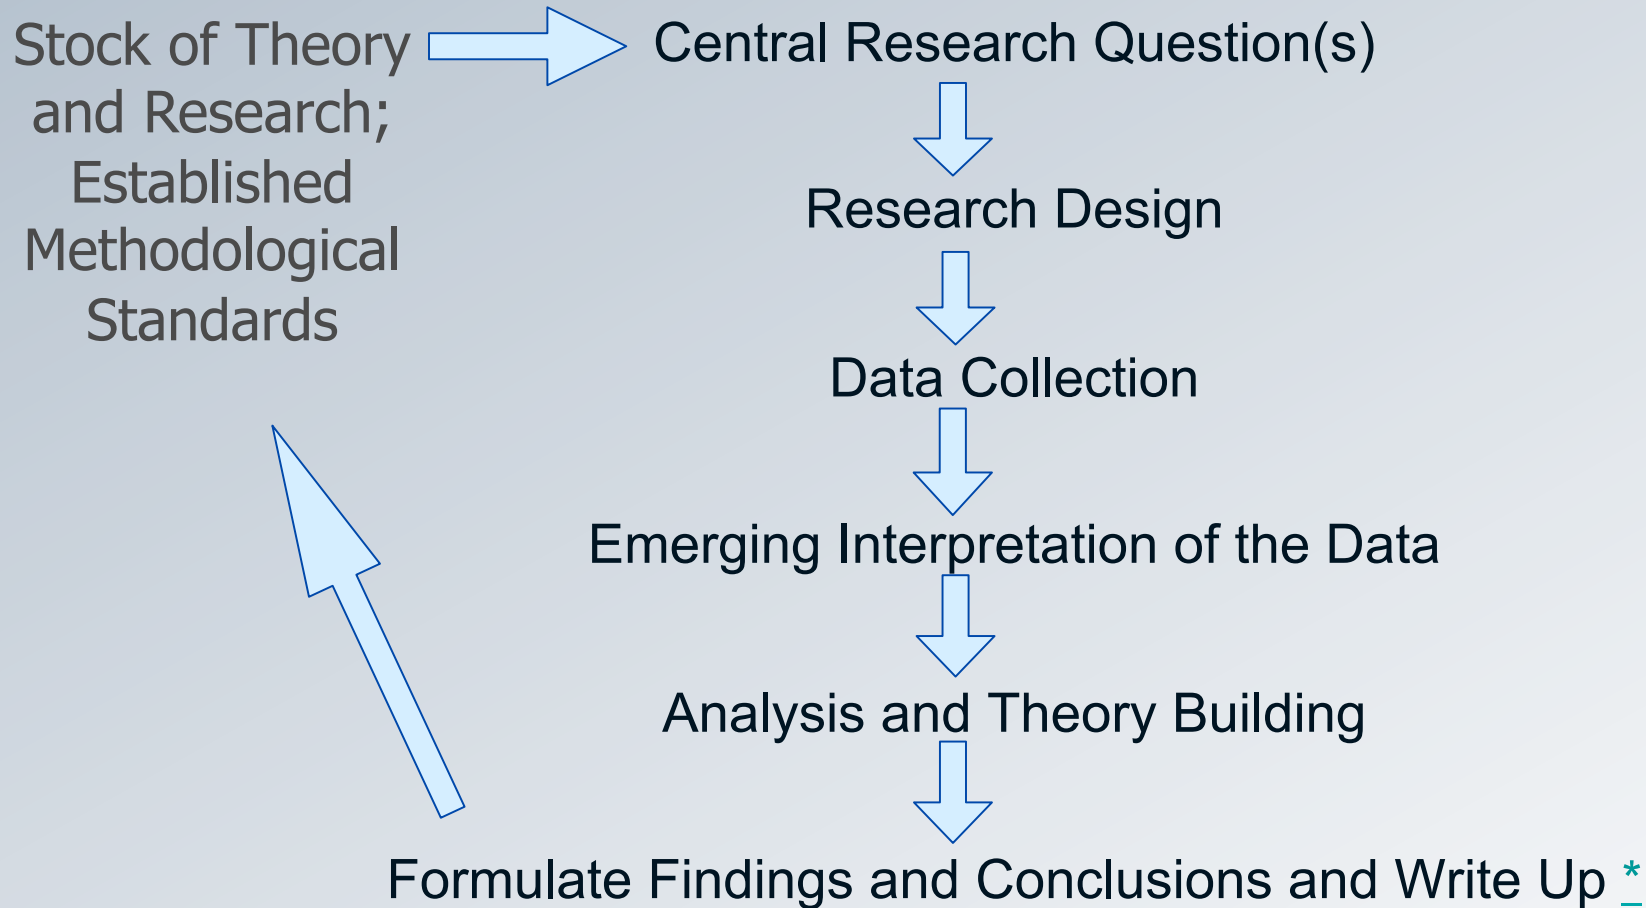 Stock of Theory
and Research;
Established
Methodological
Standards
Central Research Question(s)
Research Design
Data Collection
Emerging Interpretation of the Data
Analysis and Theory Building
Formulate Findings and Conclusions and Write Up *